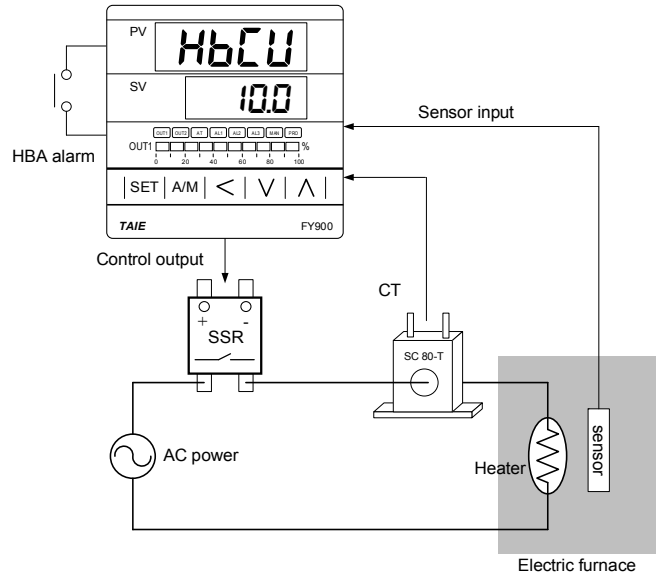 PV
HbCU
SV
10.0
Sensor input
OUT1 OUT2 AT AL1 AL2 AL3 MAN PRO
OUT1 %
0 20 40 60 80 100
HBA alarm
SET A/M < ∨ ∧
TAIE FY900
Control output
CT
+ -
SSR
SC 80-T
AC power
Heater
sensor
Electric furnace